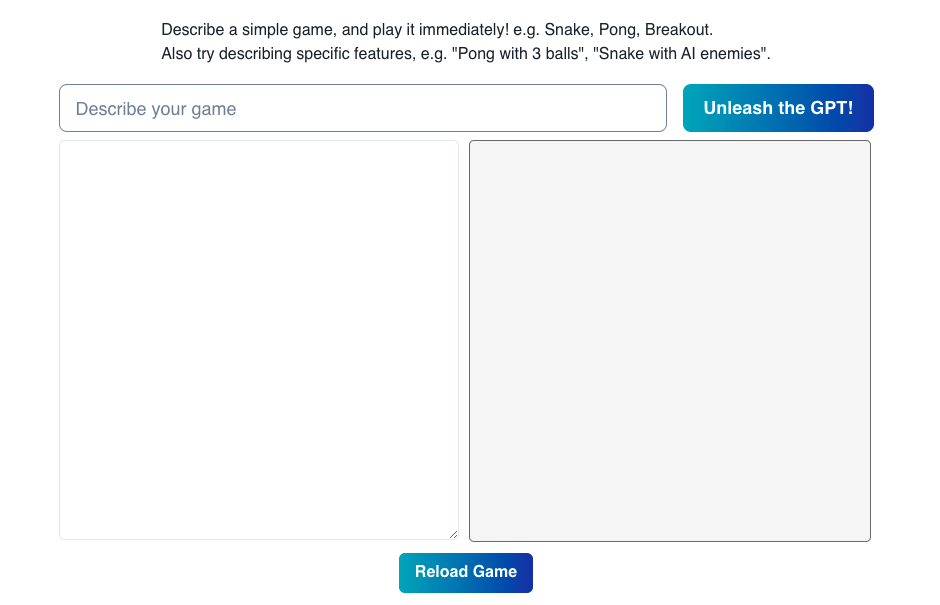 Describe a simple game, and play it immediately! e.g. Snake, Pong, Breakout.
Also try describing specific features, e.g. "Pong with 3 balls", "Snake with AI enemies".
Describe your game
Unleash the GPT!
Reload Game